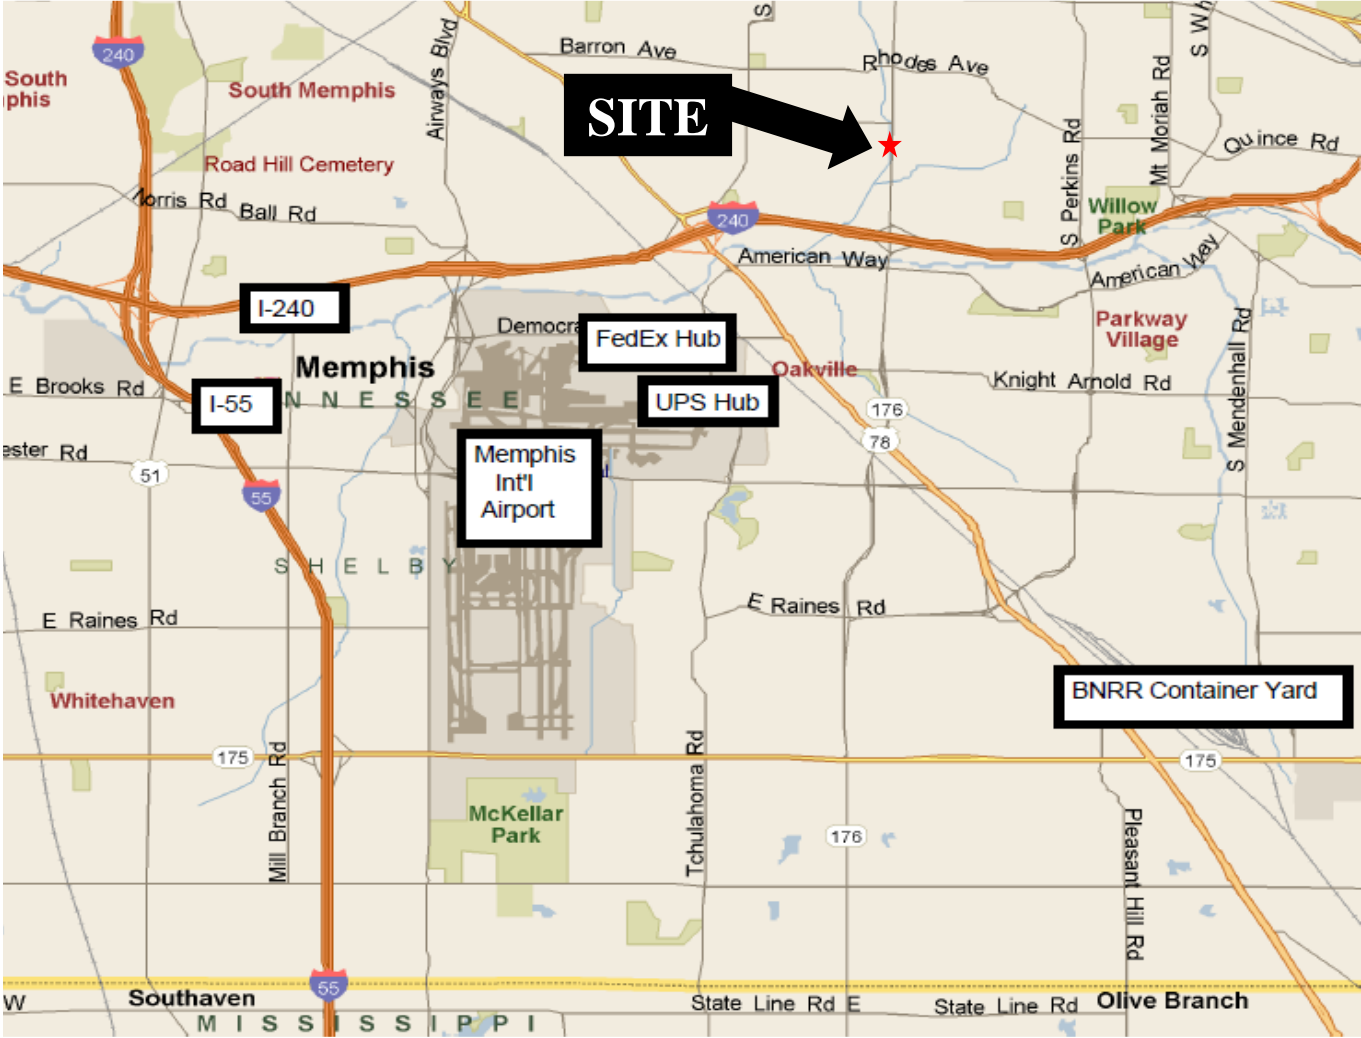 Barron Ave
Rhodes Ave
S
S Wh
240
South
phis
South Memphis
Airways Blvd
SITE
S Perkins Rd
Mt Moriah Rd
Quince Rd
Road Hill Cemetery
Norris Rd
Ball Rd
240
Willow
Park
American Way
American Way
I-240
Democra
FedEx Hub
Parkway
Village
Memphis
Oakville
E Brooks Rd
I-55
NNESSEE
UPS Hub
176
Knight Arnold Rd
S Mendenhall Rd
78
ester Rd
51
55
Memphis
Int'l
Airport
al
SHELBY
E Raines Rd
E Raines Rd
Whitehaven
BNRR Container Yard
175
175
Mill Branch Rd
Tchulahoma Rd
McKellar
Park
176
Pleasant Hill Rd
55
W
Southaven
State Line Rd E
State Line Rd
Olive Branch
MISSISSIPPI